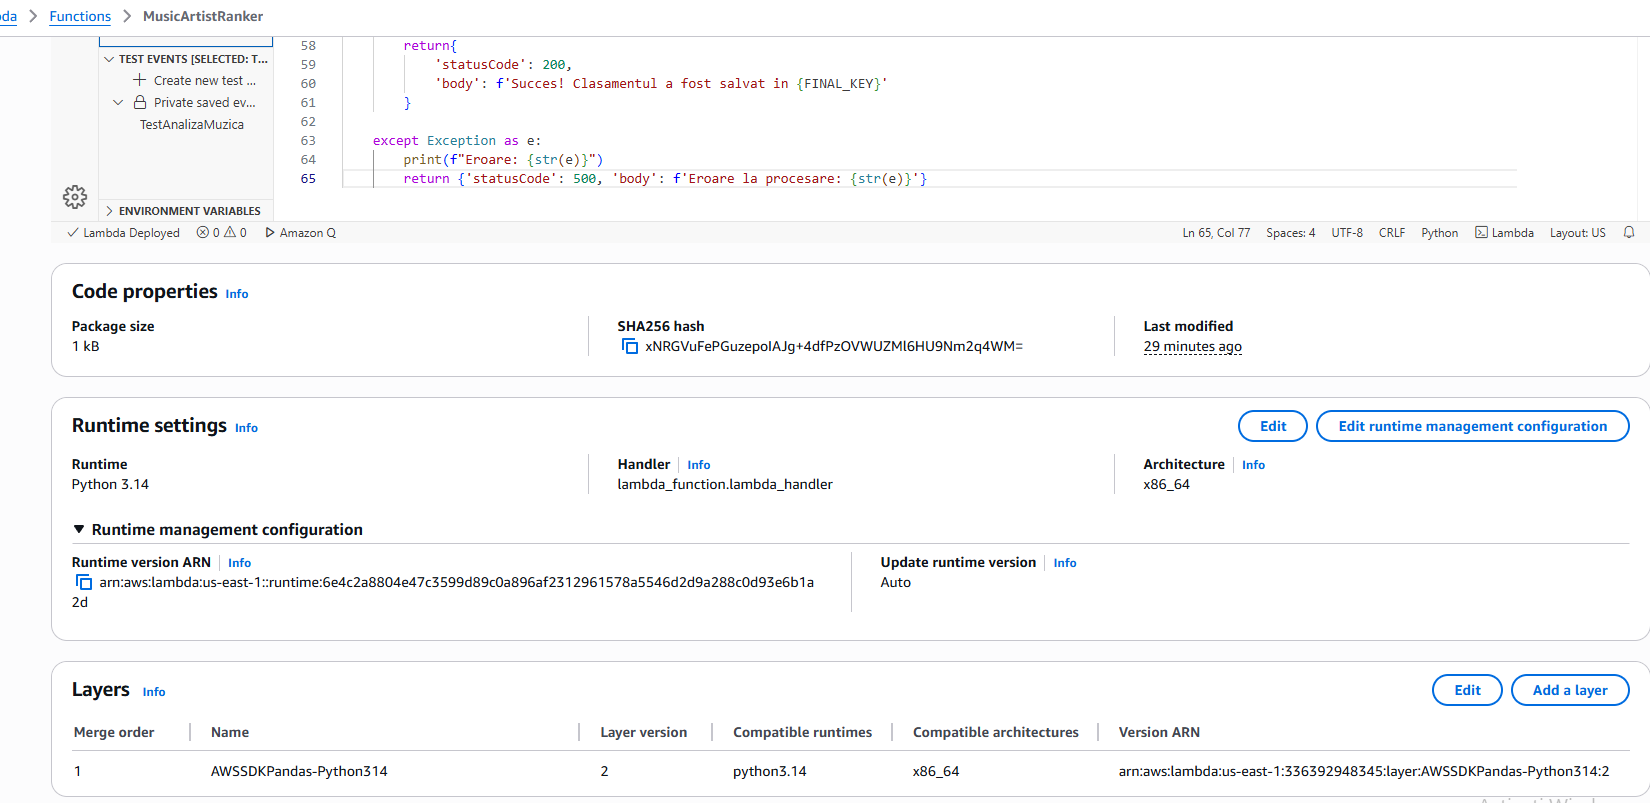 da > Functions > MusicArtistRanker
TEST EVENTS [SELECTED: T...
Create new test ...
Private saved ev...
TestAnalizaMuzica
ENVIRONMENT VARIABLES
58 return{
59 'statusCode': 200,
60 'body': f'Succes! Clasamentul a fost salvat in {FINAL_KEY}'
61 }
62
63 except Exception as e:
64 print(f"Eroare: {str(e)}")
65 return {'statusCode': 500, 'body': f'Eroare la procesare: {str(e)}'}
Lambda Deployed 0 0 Amazon Q Ln 65, Col 77 Spaces: 4 UTF-8 CRLF Python Lambda Layout: US
Code properties Info
Package size
1 kB
SHA256 hash
xNRGVuFePGuzepoIAJg+4dfPzOVWUZMl6HU9Nm2q4WM=
Last modified
29 minutes ago
Runtime settings Info
Edit
Edit runtime management configuration
Runtime
Python 3.14
Handler Info
lambda_function.lambda_handler
Architecture Info
x86_64
Runtime management configuration
Runtime version ARN Info
arn:aws:lambda:us-east-1::runtime:6e4c2a8804e47c3599d89c0a896af2312961578a5546d2d9a288c0d93e6b1a
2d
Update runtime version Info
Auto
Layers Info
Edit
Add a layer
Merge order Name Layer version Compatible runtimes Compatible architectures Version ARN
1 AWSSDKPandas-Python314 2 python3.14 x86_64 arn:aws:lambda:us-east-1:336392948345:layer:AWSSDKPandas-Python314:2